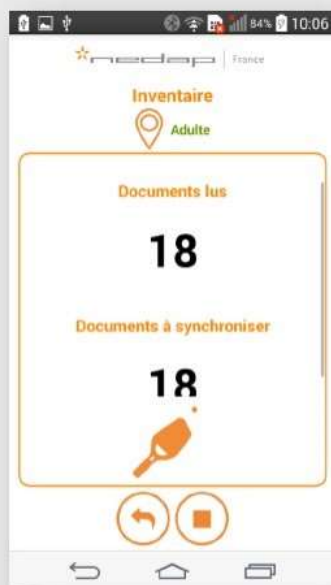 84% 10:06
nedap France
Inventaire
Adulte
Documents lus
18
Documents à synchroniser
18